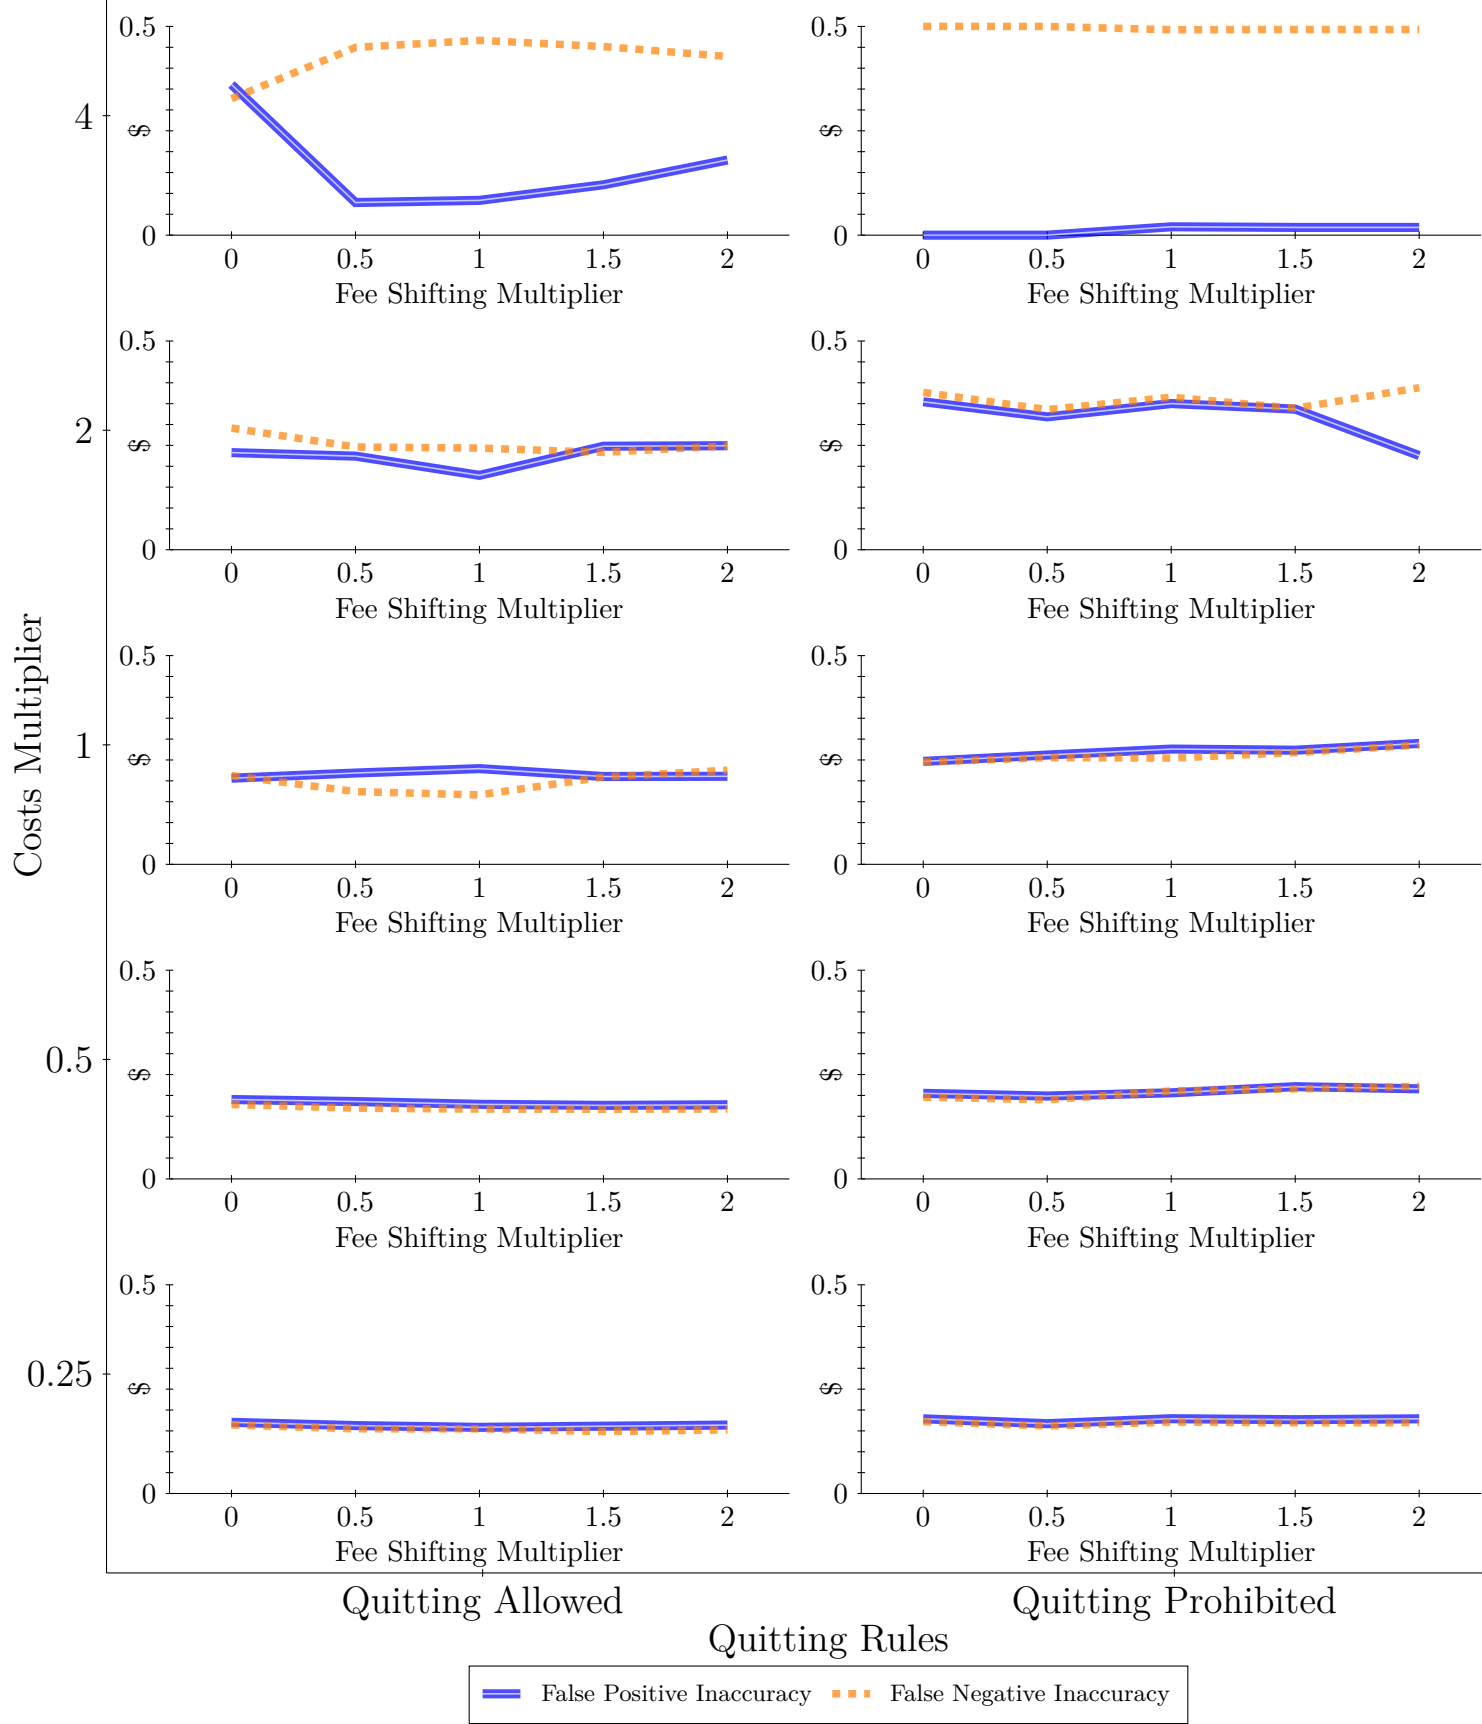 0.5 0.5
4 $ $
0 0
0 0.5 1 1.5 2 0 0.5 1 1.5 2
Fee Shifting Multiplier Fee Shifting Multiplier
0.5 0.5
2 $ $
0 0
0 0.5 1 1.5 2 0 0.5 1 1.5 2
Fee Shifting Multiplier Fee Shifting Multiplier
Costs Multiplier
0.5 0.5
1 $ $
0 0
0 0.5 1 1.5 2 0 0.5 1 1.5 2
Fee Shifting Multiplier Fee Shifting Multiplier
0.5 0.5
0.5 $ $
0 0
0 0.5 1 1.5 2 0 0.5 1 1.5 2
Fee Shifting Multiplier Fee Shifting Multiplier
0.5 0.5
0.25 $ $
0 0
0 0.5 1 1.5 2 0 0.5 1 1.5 2
Fee Shifting Multiplier Fee Shifting Multiplier
Quitting Allowed Quitting Prohibited
Quitting Rules
False Positive Inaccuracy False Negative Inaccuracy